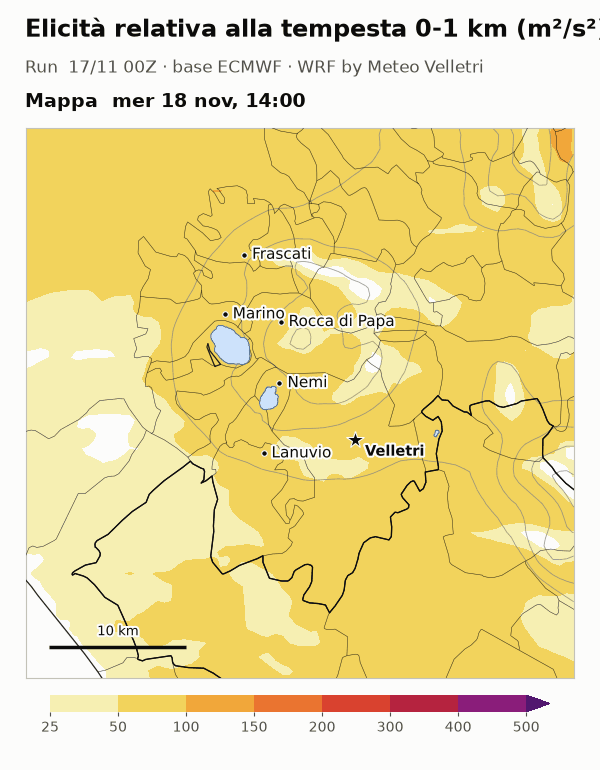 Elicità relativa alla tempesta 0-1 km (m²/s²)
Run  17/11 00Z · base ECMWF · WRF by Meteo Velletri
Mappa  mer 18 nov, 14:00
Frascati
Marino
Rocca di Papa
Nemi
Lanuvio
Velletri
10 km
25 50 100 150 200 300 400 500